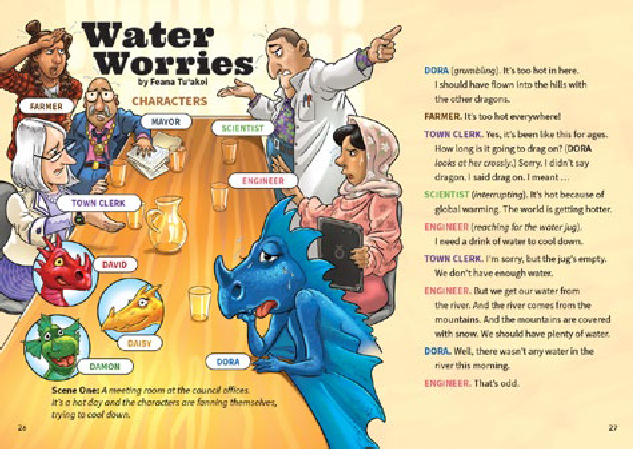 Water
Worries
by Feana Tu'akoi
CHARACTERS
FARMER
MAYOR
SCIENTIST
ENGINEER
TOWN CLERK
DAVID
DAISY
DAMON
DORA
Scene One: A meeting room at the council offices.
It's a hot day and the characters are fanning themselves,
trying to cool down.
26
DORA (grumbling). It's too hot in here.
I should have flown into the hills with
the other dragons.
FARMER. It's too hot everywhere!
TOWN CLERK. Yes, it's been like this for ages.
How long is it going to drag on? (DORA
looks at her crossly.) Sorry. I didn't say
dragon. I said drag on. I meant ...
SCIENTIST (interrupting). It's hot because of
global warming. The world is getting hotter.
ENGINEER (reaching for the water jug).
I need a drink of water to cool down.
TOWN CLERK. I'm sorry, but the jug's empty.
We don't have enough water.
ENGINEER. But we get our water from
the river. And the river comes from the
mountains. And the mountains are covered
with snow. We should have plenty of water.
DORA. Well, there wasn't any water in the
river this morning.
ENGINEER. That's odd.
27